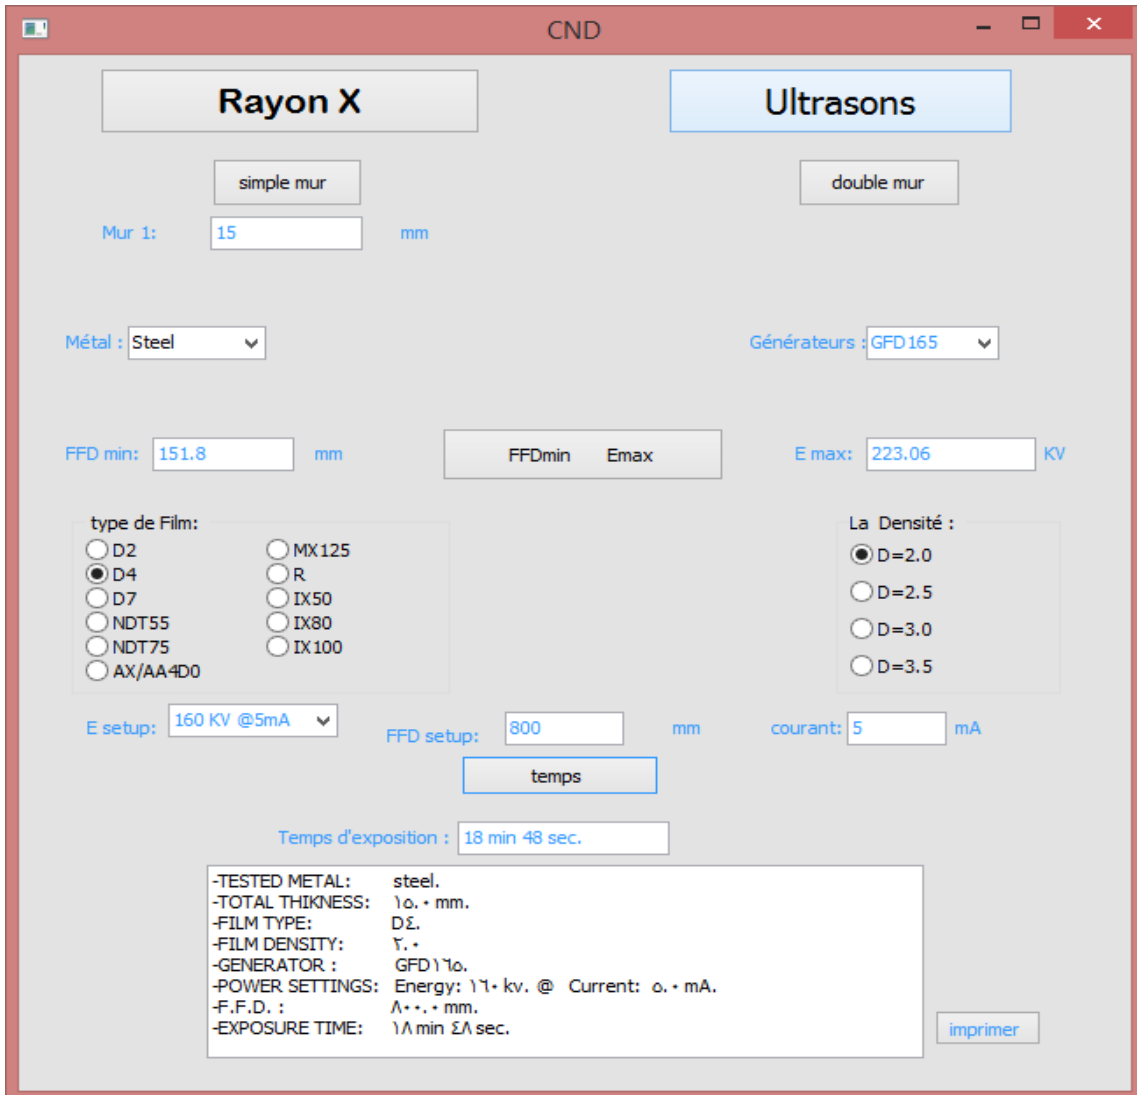 CND
Rayon X
Ultrasons
simple mur
double mur
Mur 1: 15 mm
Métal : Steel
Générateurs : GFD165
FFD min: 151.8 mm
FFDmin Emax
E max: 223.06 KV
type de Film:
D2
D4
D7
NDT55
NDT75
AX/AA4D0
MX125
R
IX50
IX80
IX100
La Densité :
D=2.0
D=2.5
D=3.0
D=3.5
E setup: 160 KV @5mA
FFD setup: 800 mm
courant: 5 mA
temps
Temps d'exposition : 18 min 48 sec.
-TESTED METAL: steel.
-TOTAL THIKNESS: ١٥.٠ mm.
-FILM TYPE: D٤.
-FILM DENSITY: ٢.٠
-GENERATOR : GFD١٦٥.
-POWER SETTINGS: Energy: ١٦٠ kv. @ Current: ٥.٠ mA.
-F.F.D. : ٨٠٠.٠ mm.
-EXPOSURE TIME: ١٨ min ٤٨ sec.
imprimer